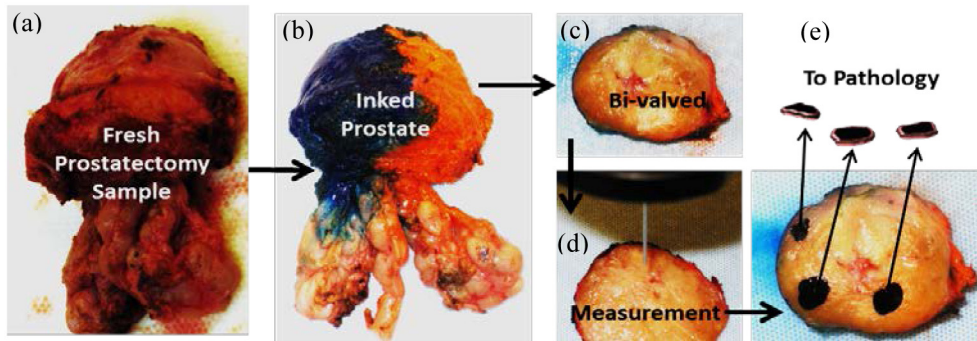 (a)
Fresh
Prostatectomy
Sample
(b)
Inked
Prostate
(c)
Bi-valved
(d)
Measurement
(e)
To Pathology